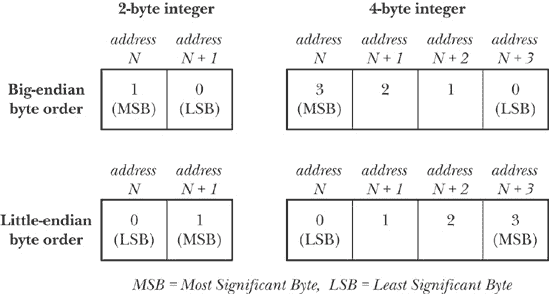 2-byte integer 4-byte integer
address address address address address address
N N + 1 N N + 1 N + 2 N + 3
Big-endian 1 0 3 2 1 0
byte order (MSB) (LSB) (MSB) (LSB)
address address address address address address
N N + 1 N N + 1 N + 2 N + 3
Little-endian 0 1 0 1 2 3
byte order (LSB) (MSB) (LSB) (MSB)
MSB = Most Significant Byte, LSB = Least Significant Byte